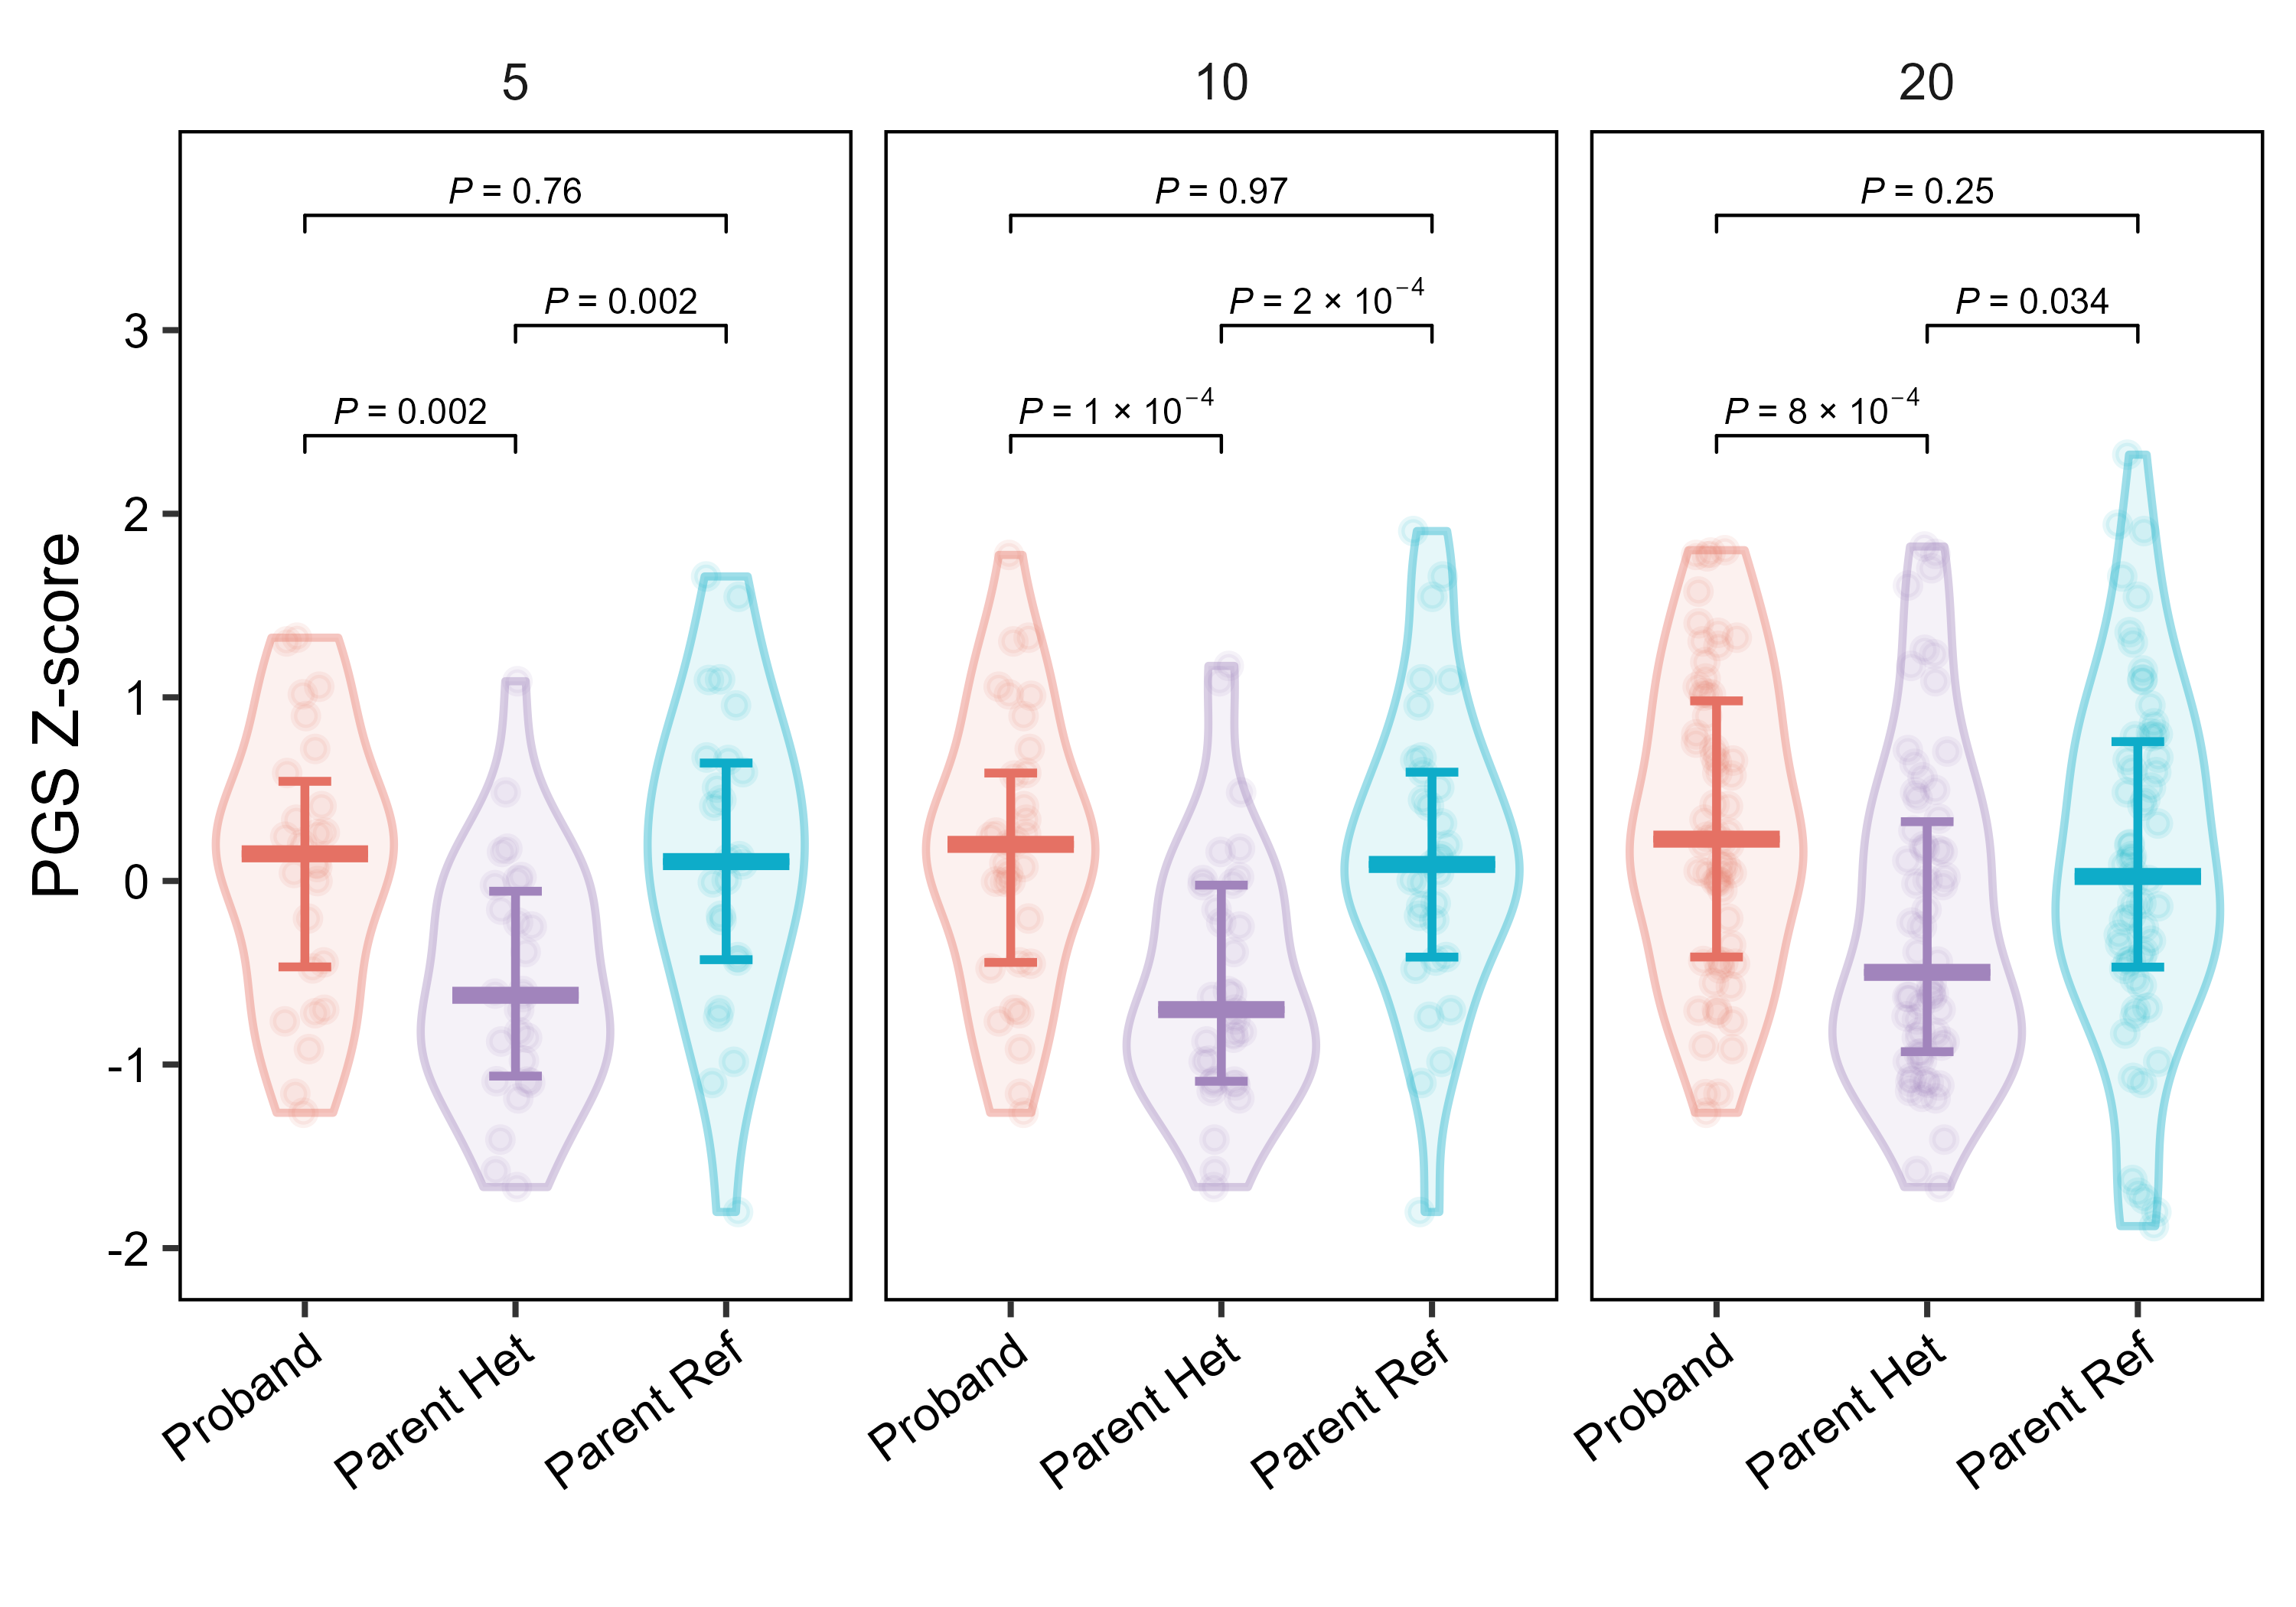 5
10
20
P = 0.76
P = 0.97
P = 0.25
P = 0.002
P = 2 × 10⁻⁴
P = 0.034
P = 0.002
P = 1 × 10⁻⁴
P = 8 × 10⁻⁴
PGS Z-score
3
2
1
0
-1
-2
Proband
Parent Het
Parent Ref
Proband
Parent Het
Parent Ref
Proband
Parent Het
Parent Ref